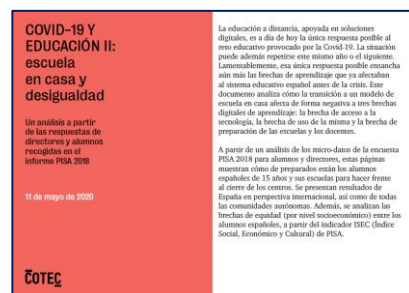 COVID-19 Y
EDUCACIÓN II:
escuela
en casa y
desigualdad
Un análisis a partir
de las respuestas de
directores y alumnos
recogidas en el
informe PISA 2018
11 de mayo de 2020
COTEC
La educación a distancia, apoyada en soluciones
digitales, es a día de hoy la única respuesta posible al
reto educativo provocado por la Covid-19. La situación
puede además repetirse este mismo año o el siguiente.
Lamentablemente, esa única respuesta posible ensancha
aún más las brechas de aprendizaje que ya afectaban
al sistema educativo español antes de la crisis. Este
documento analiza cómo la transición a un modelo de
escuela en casa afecta de forma negativa a tres brechas
digitales de aprendizaje: la brecha de acceso a la
tecnología, la brecha de uso de la misma y la brecha de
preparación de las escuelas y los docentes.
A partir de un análisis de los micro-datos de la encuesta
PISA 2018 para alumnos y directores, estas páginas
muestran cómo de preparados están los alumnos
españoles de 15 años y sus escuelas para hacer frente
al cierre de los centros. Se presentan resultados de
España en perspectiva internacional, así como de todas
las comunidades autónomas. Además, se analizan las
brechas de equidad (por nivel socioeconómico) entre los
alumnos españoles, a partir del indicador ISEC (Índice
Social, Económico y Cultural) de PISA.